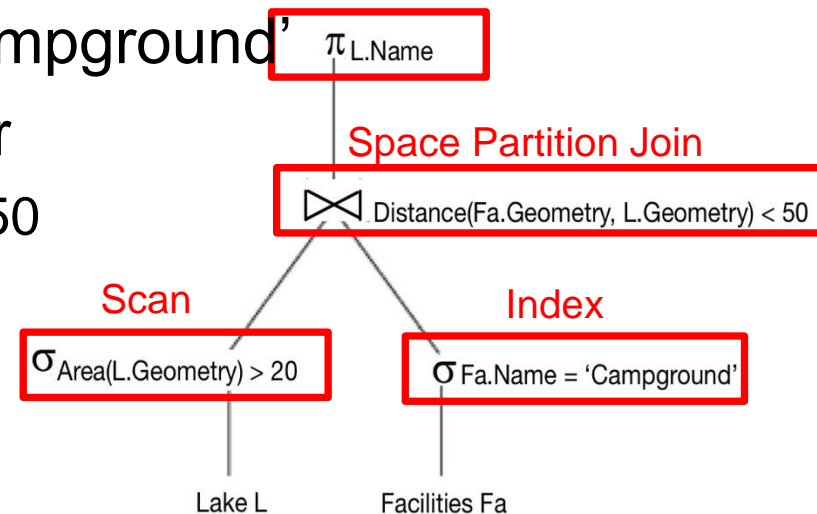 mpground’
π L.Name
r
Space Partition Join
50
⋈ Distance(Fa.Geometry, L.Geometry) < 50
Scan
Index
σ Area(L.Geometry) > 20
σ Fa.Name = ‘Campground’
Lake L
Facilities Fa